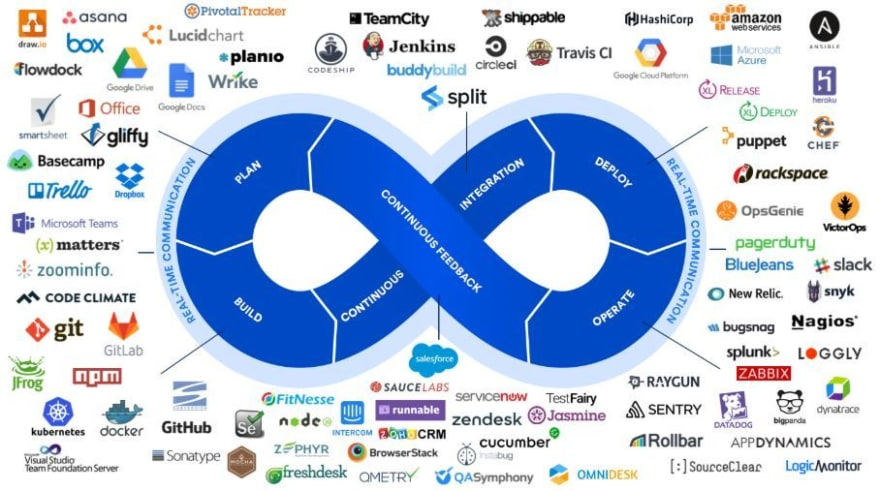 PivotalTracker
asana
draw.io
box
Lucidchart
planio
flowdock
Google Drive
Google Docs
Wrike
smartsheet
Office
gliffy
Basecamp
Trello
Dropbox
Microsoft Teams
(x)matters
zoominfo.
CODE CLIMATE
git
GitLab
JFrog
npm
kubernetes
docker
GitHub
Visual Studio
Team Foundation Server
TeamCity
shippable
CODESHIP
Jenkins
buddybuild
circleci
Travis CI
split
HashiCorp
amazon
webservices
ANSIBLE
Google Cloud Platform
Microsoft
Azure
XL RELEASE
heroku
XL DEPLOY
puppet
CHEF
rackspace
OpsGenie
VictorOps
pagerduty
BlueJeans
slack
New Relic.
snyk
bugsnag
Nagios
splunk>
LOGGLY
ZABBIX
RAYGUN
SENTRY
DATADOG
bigpanda
dynatrace
Rollbar
APPDYNAMICS
[:]SourceClear
LogicMonitor
REAL-TIME COMMUNICATION
PLAN
BUILD
CONTINUOUS
INTEGRATION
CONTINUOUS FEEDBACK
DEPLOY
OPERATE
REAL-TIME COMMUNICATION
salesforce
SAUCELABS
FitNesse
servicenow
TestFairy
Se
node
INTERCOM
runnable
zendesk
Jasmine
ZOHO CRM
cucumber
Sonatype
MOCHA
ZEPHYR
BrowserStack
instabug
freshdesk
QMETRY
QASymphony
OMNIDESK